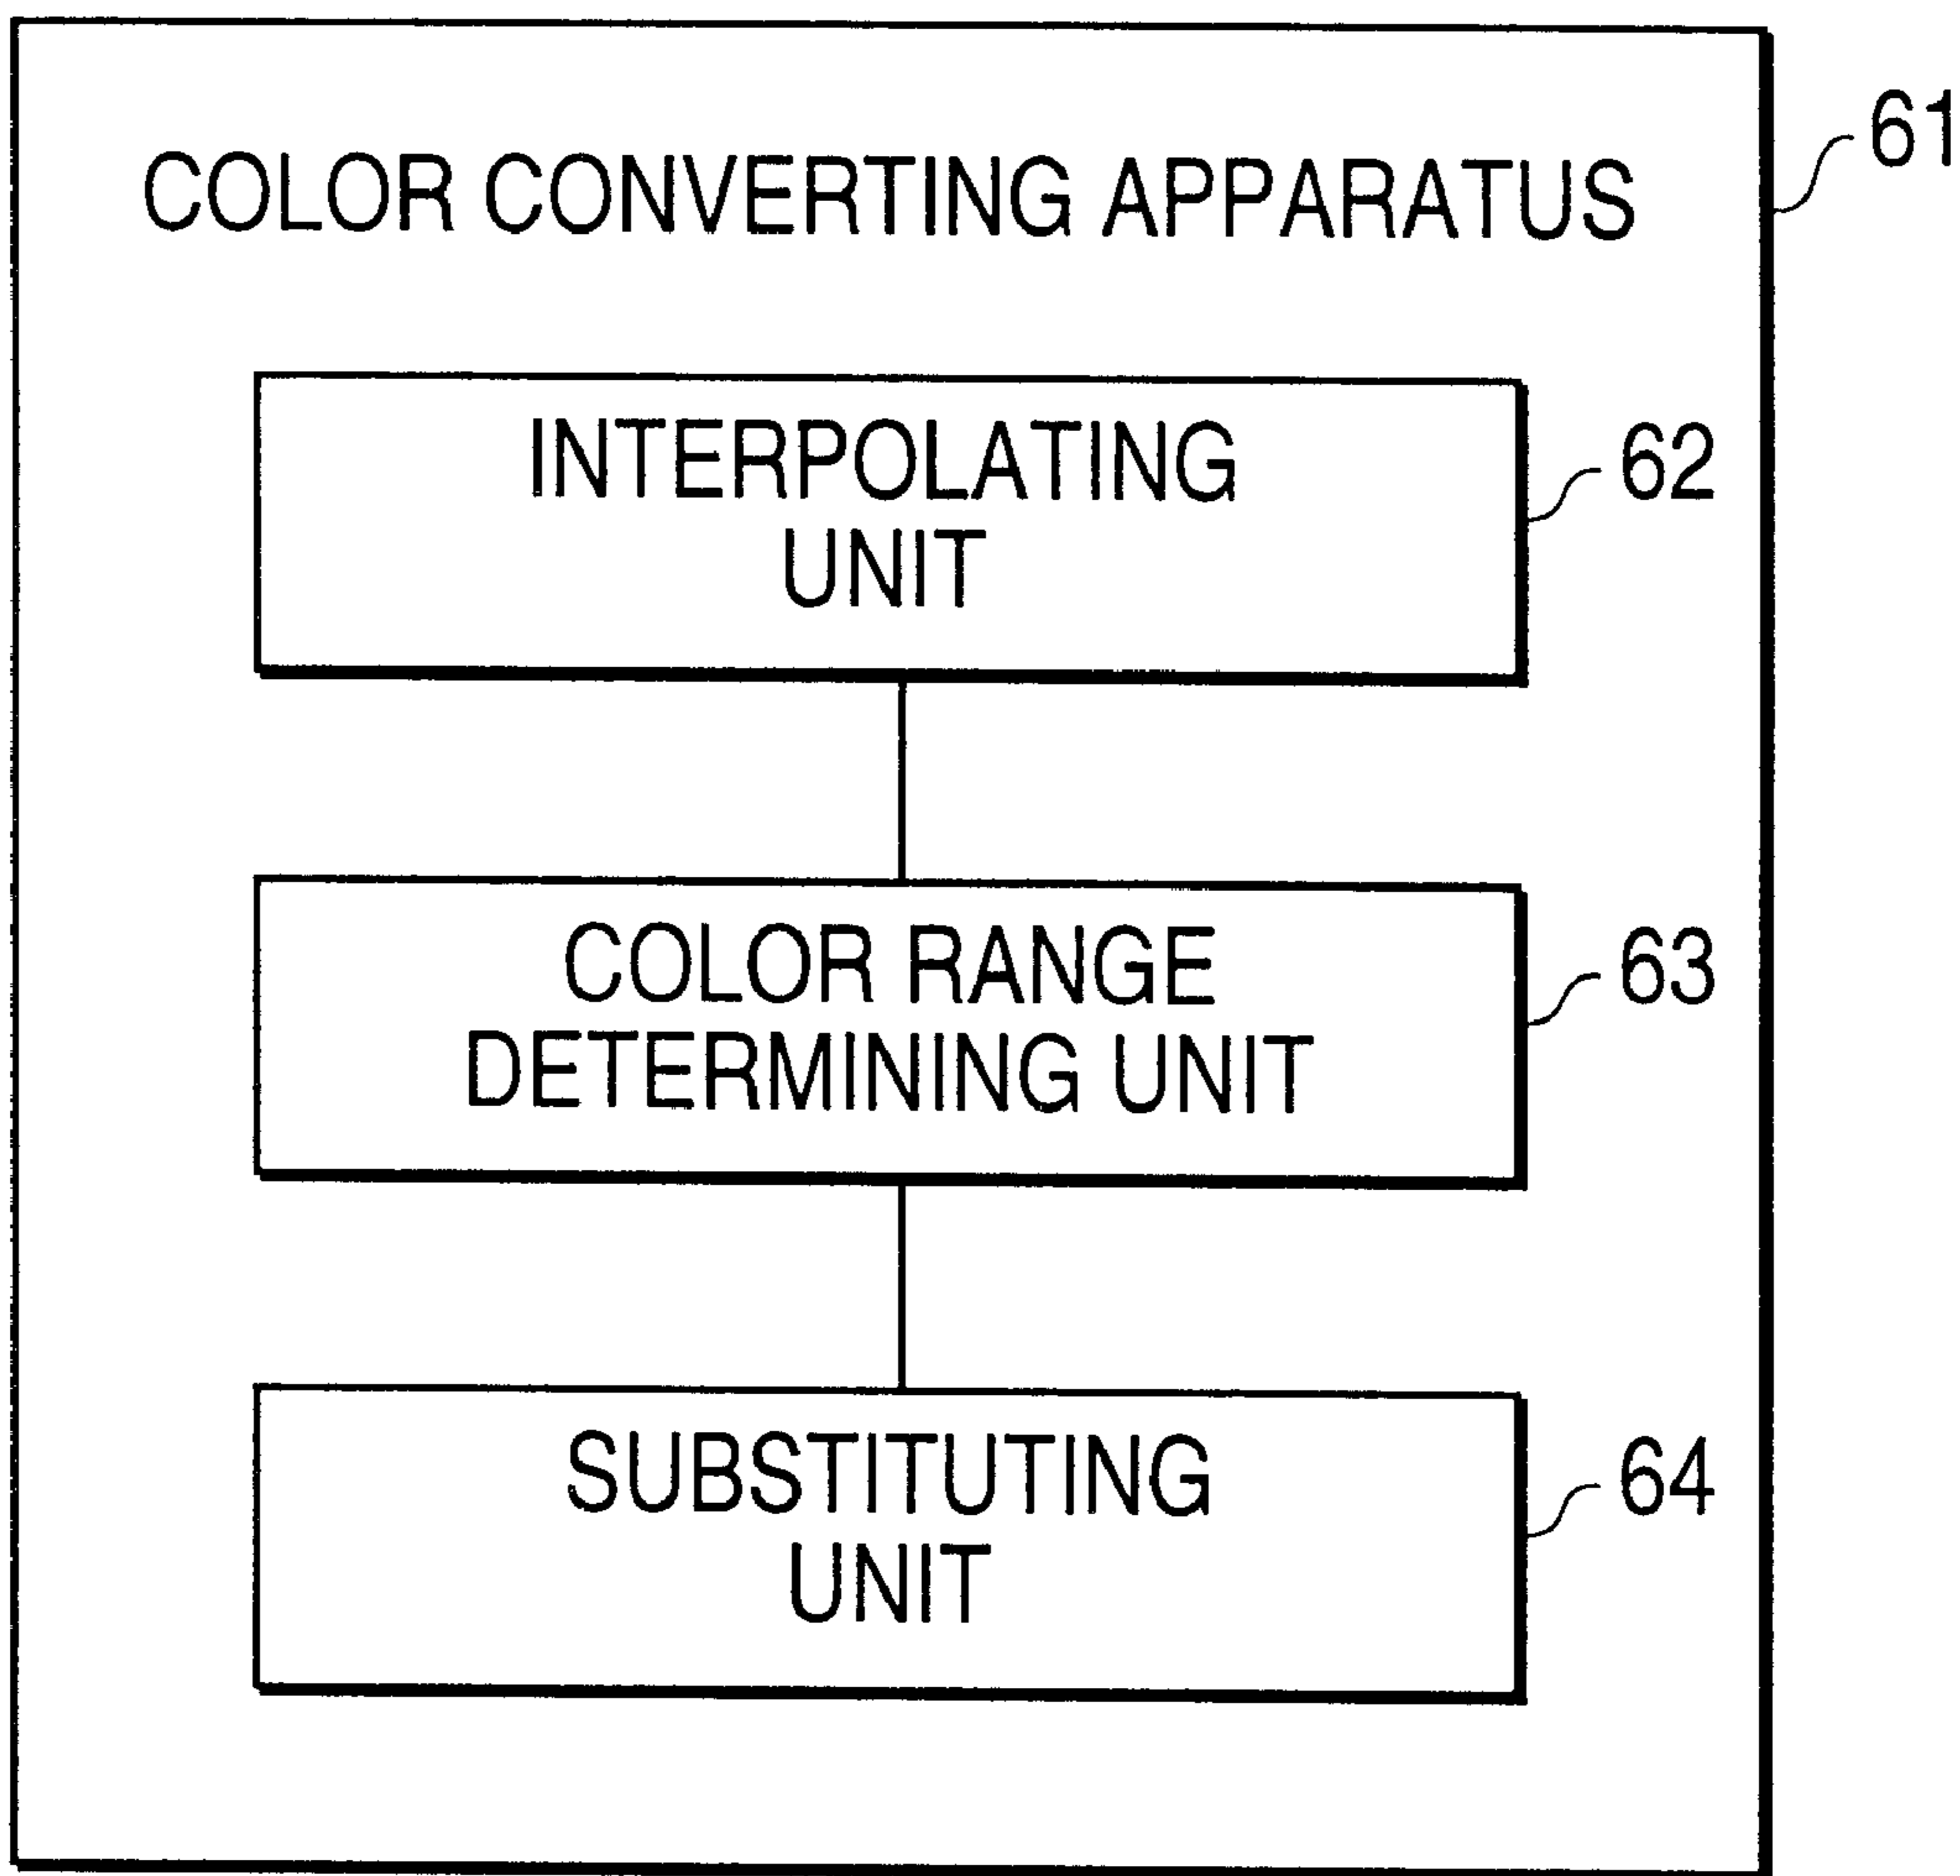 COLOR CONVERTING APPARATUS
61
INTERPOLATING
UNIT
62
COLOR RANGE
DETERMINING UNIT
63
SUBSTITUTING
UNIT
64